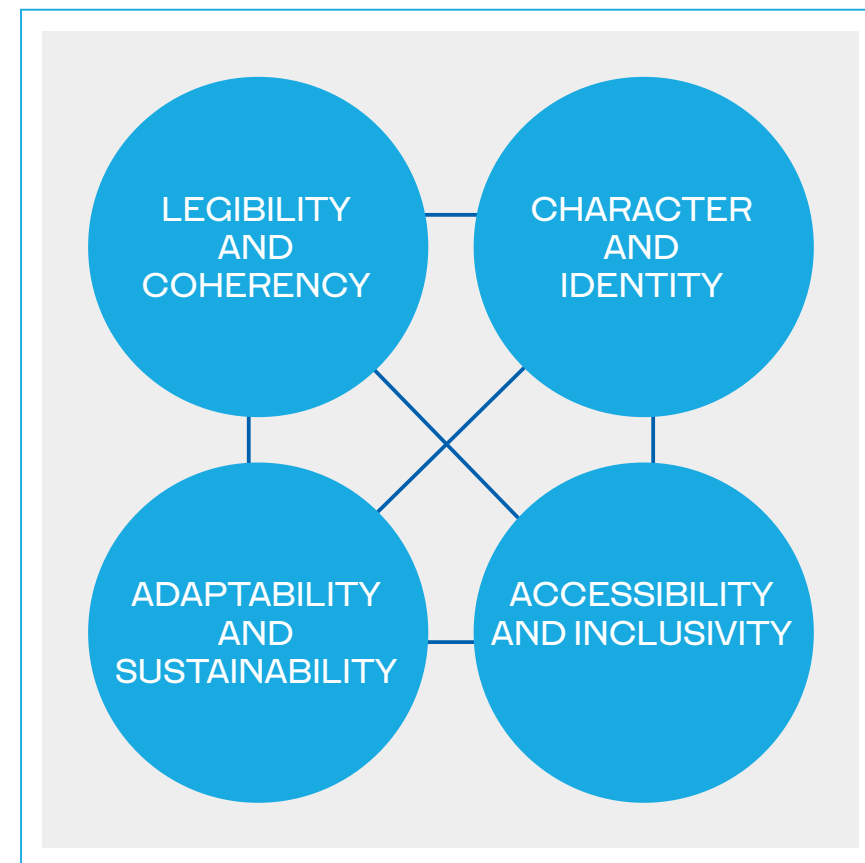 LEGIBILITY
AND
COHERENCY
CHARACTER
AND
IDENTITY
ADAPTABILITY
AND
SUSTAINABILITY
ACCESSIBILITY
AND INCLUSIVITY